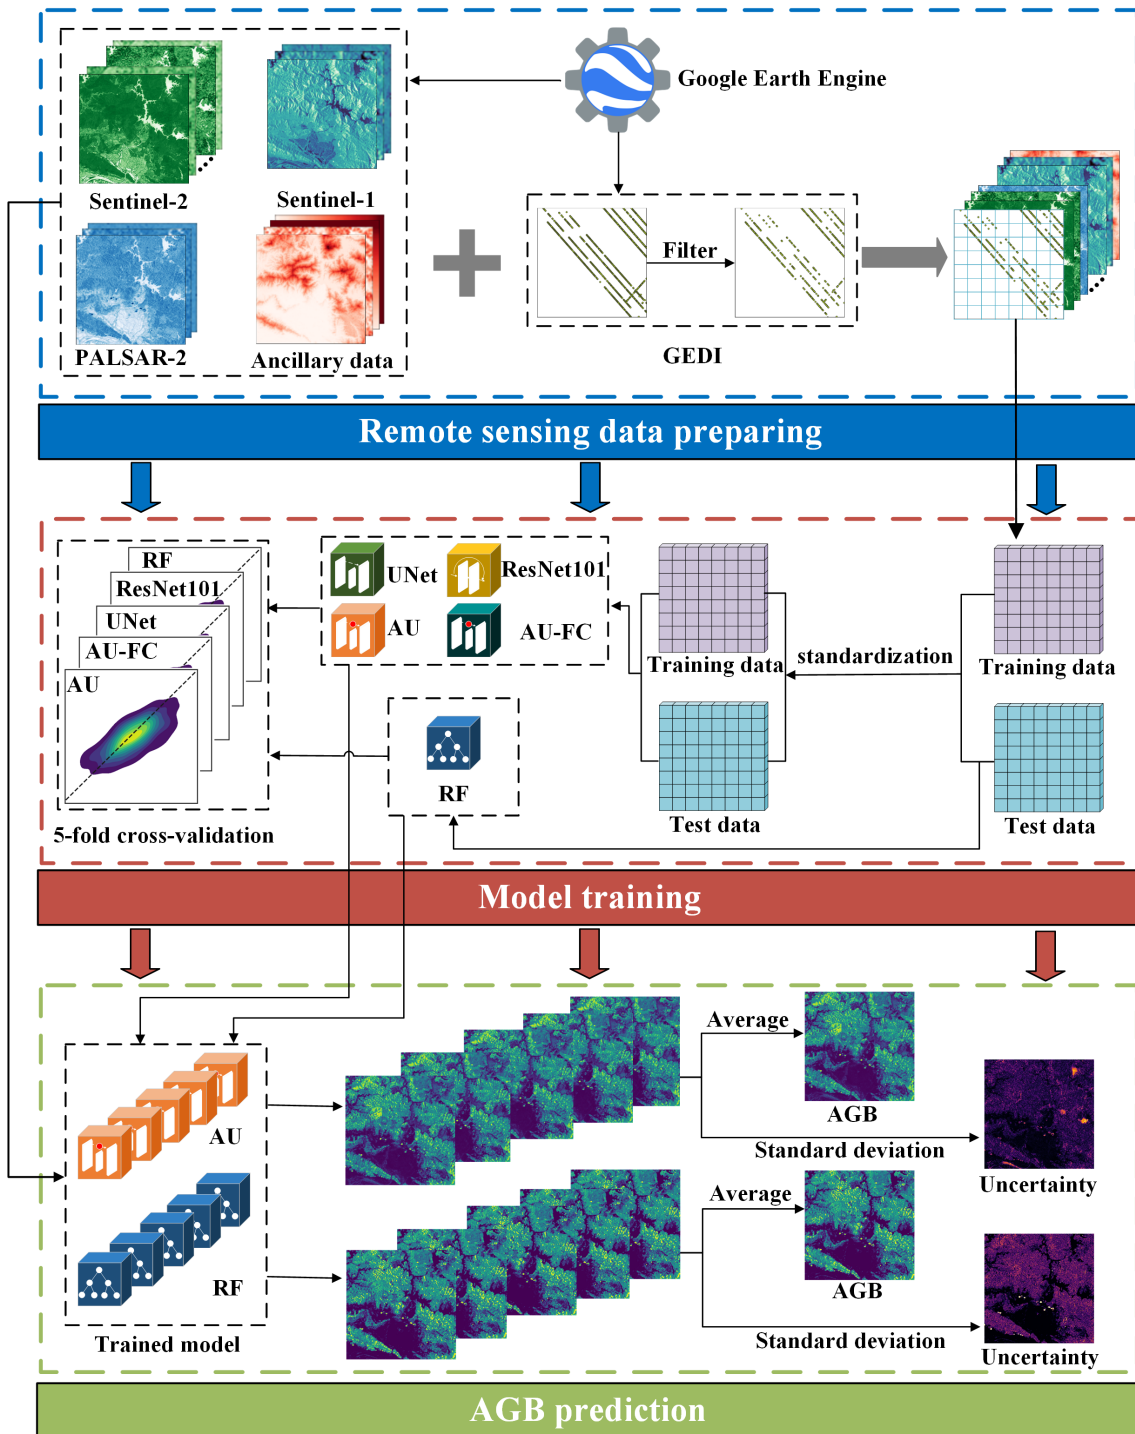 Google Earth Engine
Sentinel-2
Sentinel-1
Filter
PALSAR-2
Ancillary data
GEDI
Remote sensing data preparing
RF
ResNet101
UNet
AU-FC
AU
5-fold cross-validation
UNet
ResNet101
AU
AU-FC
RF
Training data
standardization
Training data
Test data
Test data
Model training
AU
RF
Trained model
Average
AGB
Standard deviation
Uncertainty
Average
AGB
Standard deviation
Uncertainty
AGB prediction